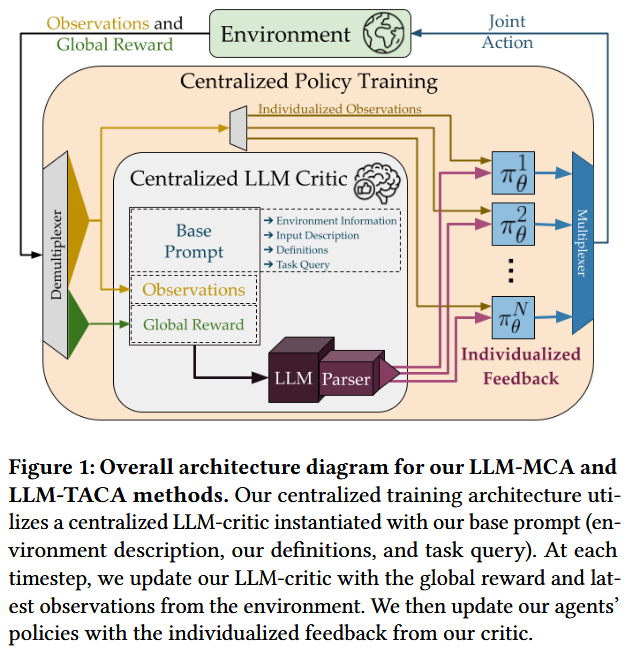 Observations and
Global Reward
Environment
Joint
Action
Centralized Policy Training
Individualized Observations
Centralized LLM Critic
Demultiplexer
Base
Prompt
➔ Environment Information
➔ Input Description
➔ Definitions
➔ Task Query
Observations
Global Reward
LLM
Parser
π¹θ
π²θ
⋮
πᴺθ
Multiplexer
Individualized
Feedback
Figure 1: Overall architecture diagram for our LLM-MCA and
LLM-TACA methods. Our centralized training architecture uti-
lizes a centralized LLM-critic instantiated with our base prompt (en-
vironment description, our definitions, and task query). At each
timestep, we update our LLM-critic with the global reward and lat-
est observations from the environment. We then update our agents'
policies with the individualized feedback from our critic.